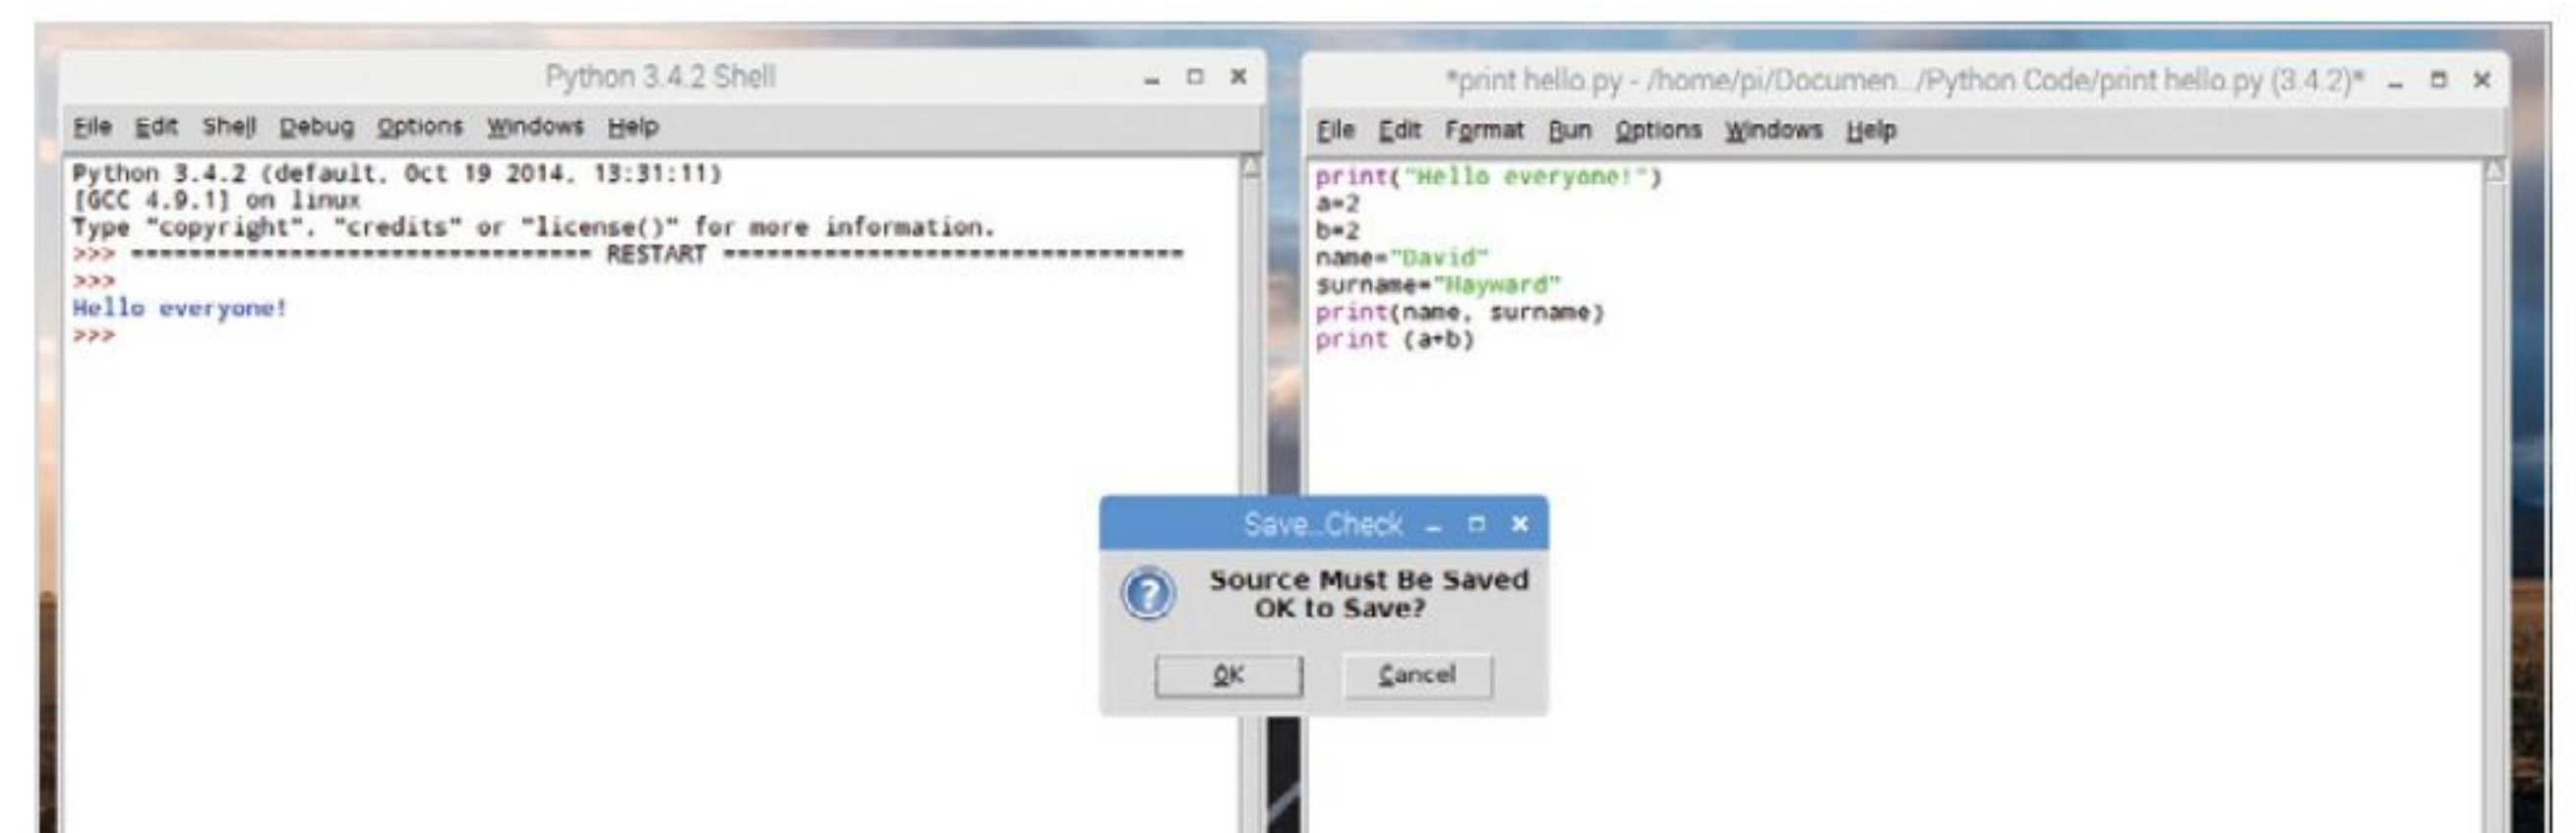 Python 3.4.2 Shell
File Edit Shell Debug Options Windows Help
Python 3.4.2 (default, Oct 19 2014, 13:31:11)
[GCC 4.9.1] on linux
Type "copyright", "credits" or "license()" for more information.
>>> ================================ RESTART ================================
>>>
Hello everyone!
>>>
*print hello.py - /home/pi/Documen.../Python Code/print hello.py (3.4.2)*
File Edit Format Run Options Windows Help
print("Hello everyone!")
a=2
b=2
name="David"
surname="Hayward"
print(name, surname)
print (a+b)
Save...Check
Source Must Be Saved
OK to Save?
OK Cancel